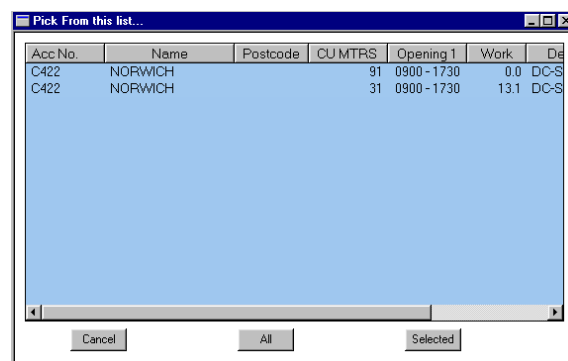 Pick From this list...
Acc No. Name Postcode CU MTRS Opening 1 Work De
C422 NORWICH 91 0900 - 1730 0.0 DC-S
C422 NORWICH 31 0900 - 1730 13.1 DC-S
Cancel All Selected